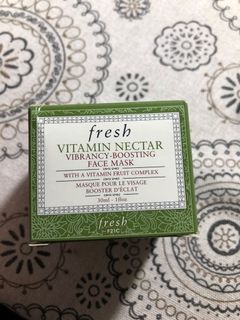 fresh
VITAMIN NECTAR
VIBRANCY-BOOSTING
FACE MASK
WITH A VITAMIN FRUIT COMPLEX
MASQUE POUR LE VISAGE
BOOSTER D'ÉCLAT
30ml - 1floz
fresh
F21C